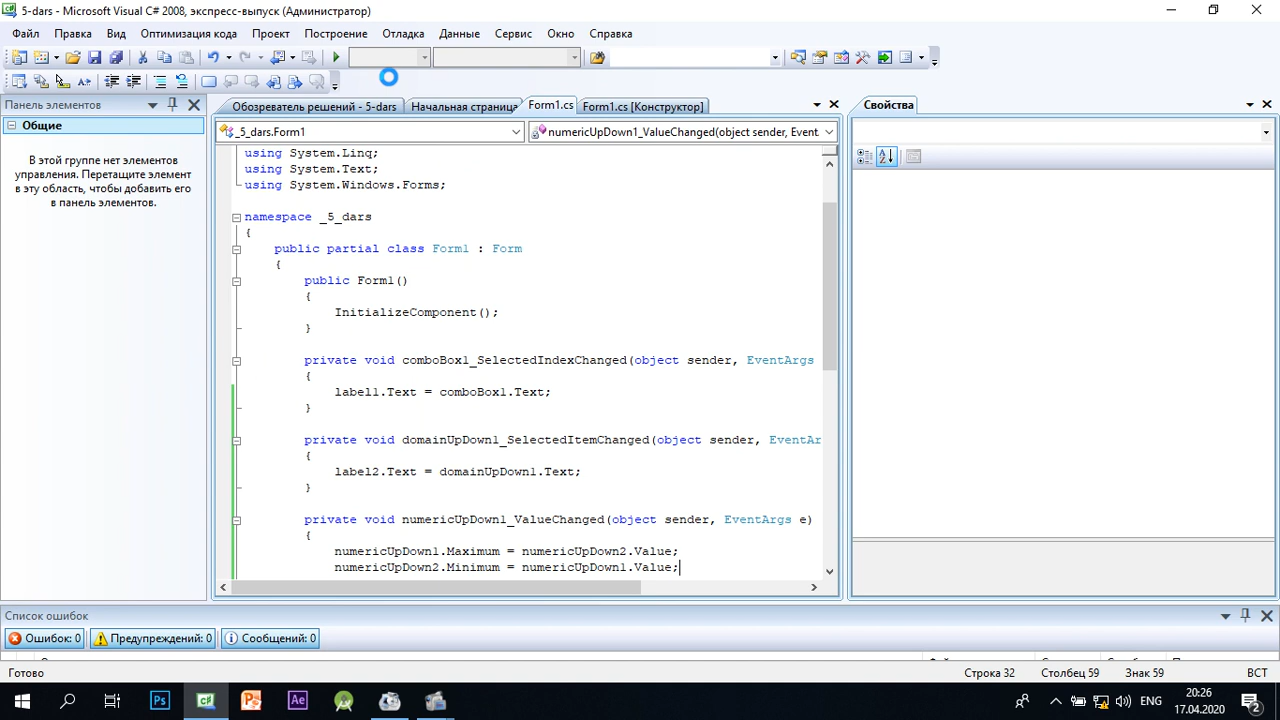 5-dars - Microsoft Visual C# 2008, экспресс-выпуск (Администратор)
Файл Правка Вид Оптимизация кода Проект Построение Отладка Данные Сервис Окно Справка
Панель элементов
Обозреватель решений - 5-dars Начальная страница Form1.cs Form1.cs [Конструктор]
Свойства
Общие
_5_dars.Form1 numericUpDown1_ValueChanged(object sender, Event
В этой группе нет элементов
управления. Перетащите элемент
в эту область, чтобы добавить его
в панель элементов.
using System.Linq;
using System.Text;
using System.Windows.Forms;
namespace _5_dars
{
public partial class Form1 : Form
{
public Form1()
{
InitializeComponent();
}
private void comboBox1_SelectedIndexChanged(object sender, EventArgs
{
label1.Text = comboBox1.Text;
}
private void domainUpDown1_SelectedItemChanged(object sender, EventAr
{
label2.Text = domainUpDown1.Text;
}
private void numericUpDown1_ValueChanged(object sender, EventArgs e)
{
numericUpDown1.Maximum = numericUpDown2.Value;
numericUpDown2.Minimum = numericUpDown1.Value;
Список ошибок
Ошибок: 0 Предупреждений: 0 Сообщений: 0
Готово Строка 32 Столбец 59 Знак 59 ВСТ
Ps C# P Ae ENG
20:26
17.04.2020
2